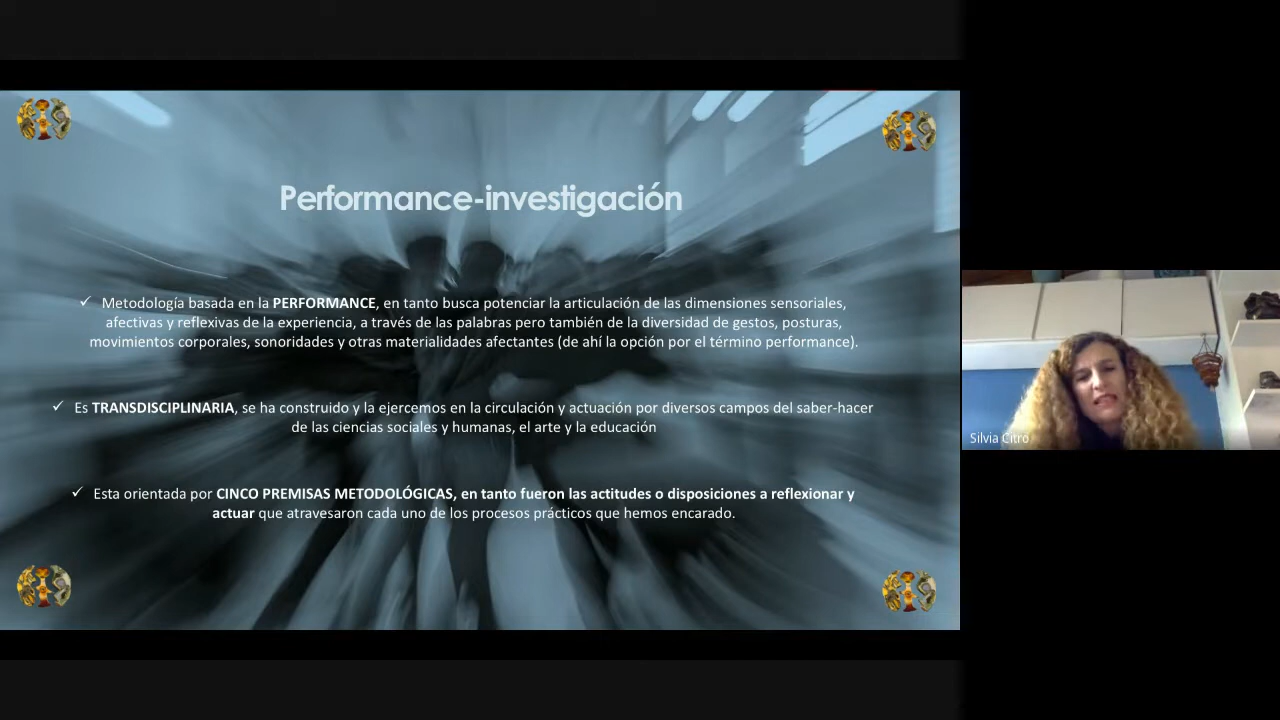 Performance-investigación
✓ Metodología basada en la PERFORMANCE, en tanto busca potenciar la articulación de las dimensiones sensoriales,
afectivas y reflexivas de la experiencia, a través de las palabras pero también de la diversidad de gestos, posturas,
movimientos corporales, sonoridades y otras materialidades afectantes (de ahí la opción por el término performance).
✓ Es TRANSDISCIPLINARIA, se ha construido y la ejercemos en la circulación y actuación por diversos campos del saber-hacer
de las ciencias sociales y humanas, el arte y la educación
✓ Esta orientada por CINCO PREMISAS METODOLÓGICAS, en tanto fueron las actitudes o disposiciones a reflexionar y
actuar que atravesaron cada uno de los procesos prácticos que hemos encarado.
Silvia Citro